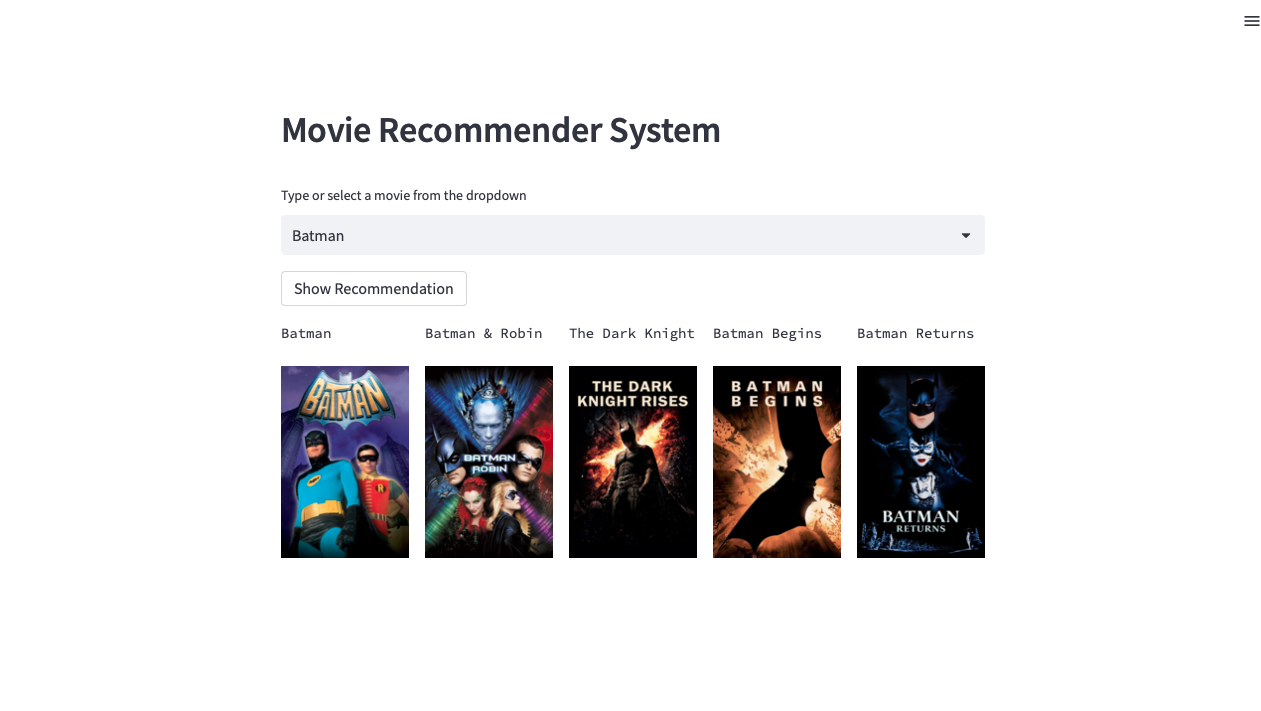 Movie Recommender System
Type or select a movie from the dropdown
Batman
Show Recommendation
Batman
Batman & Robin
The Dark Knight
Batman Begins
Batman Returns
BATMAN
R
BATMAN
ROBIN
THE DARK
KNIGHT RISES
BATMAN
BEGINS
BATMAN
RETURNS